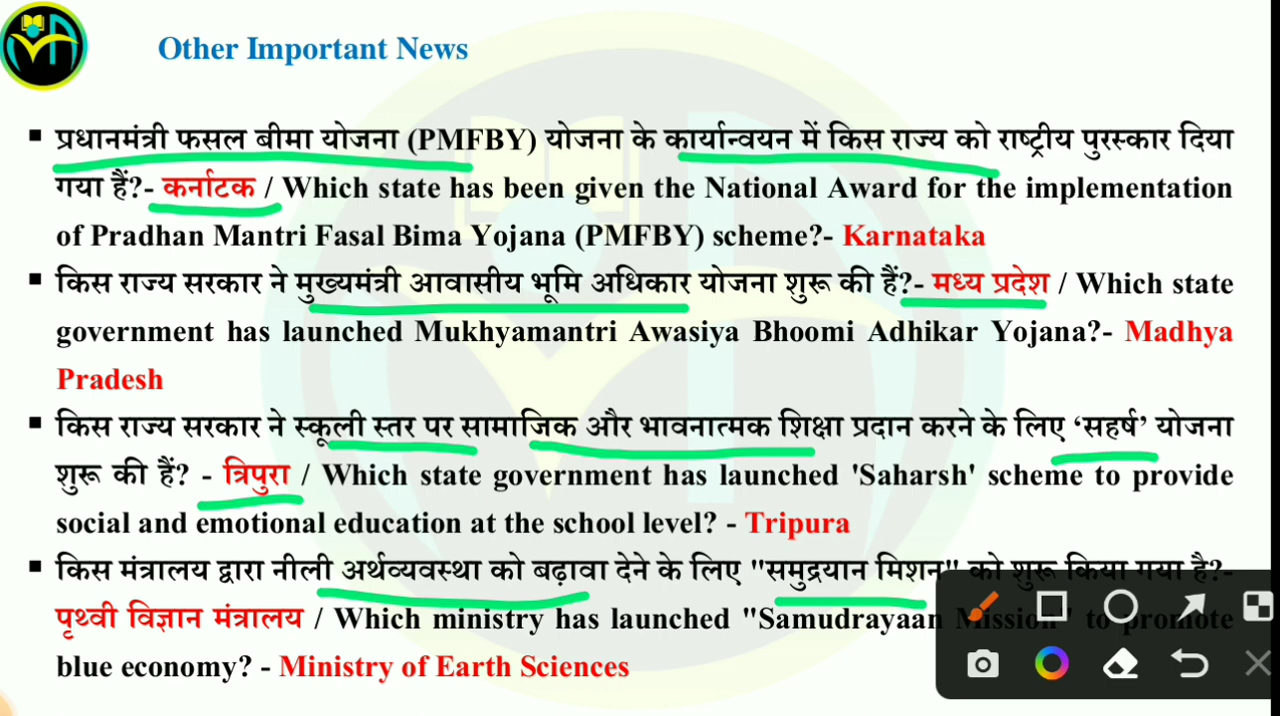 Other Important News
▪ प्रधानमंत्री फसल बीमा योजना (PMFBY) योजना के कार्यान्वयन में किस राज्य को राष्ट्रीय पुरस्कार दिया
गया हैं?- कर्नाटक / Which state has been given the National Award for the implementation
of Pradhan Mantri Fasal Bima Yojana (PMFBY) scheme?- Karnataka
▪ किस राज्य सरकार ने मुख्यमंत्री आवासीय भूमि अधिकार योजना शुरू की हैं?- मध्य प्रदेश / Which state
government has launched Mukhyamantri Awasiya Bhoomi Adhikar Yojana?- Madhya
Pradesh
▪ किस राज्य सरकार ने स्कूली स्तर पर सामाजिक और भावनात्मक शिक्षा प्रदान करने के लिए ‘सहर्ष’ योजना
शुरू की हैं? - त्रिपुरा / Which state government has launched 'Saharsh' scheme to provide
social and emotional education at the school level? - Tripura
▪ किस मंत्रालय द्वारा नीली अर्थव्यवस्था को बढ़ावा देने के लिए "समुद्रयान मिशन" को शुरू किया गया है?-
पृथ्वी विज्ञान मंत्रालय / Which ministry has launched "Samudrayaan Mission" to promote
blue economy? - Ministry of Earth Sciences